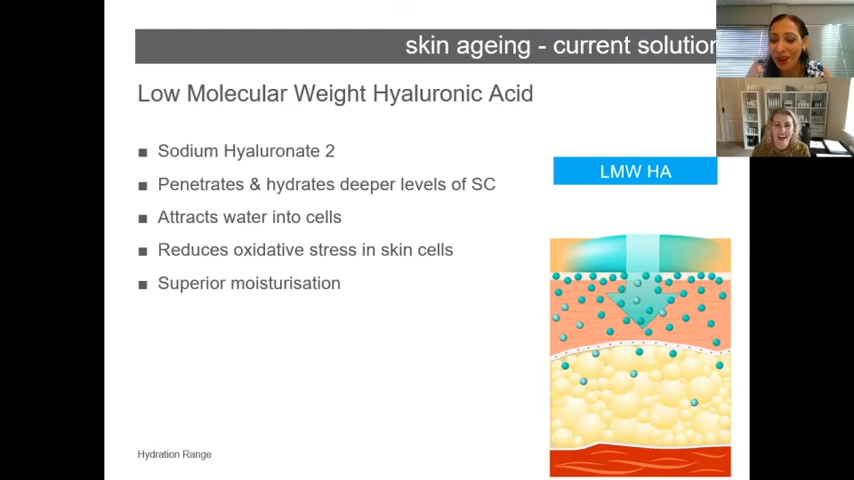 skin ageing - current solution
Low Molecular Weight Hyaluronic Acid
■ Sodium Hyaluronate 2
■ Penetrates & hydrates deeper levels of SC
■ Attracts water into cells
■ Reduces oxidative stress in skin cells
■ Superior moisturisation
LMW HA
Hydration Range